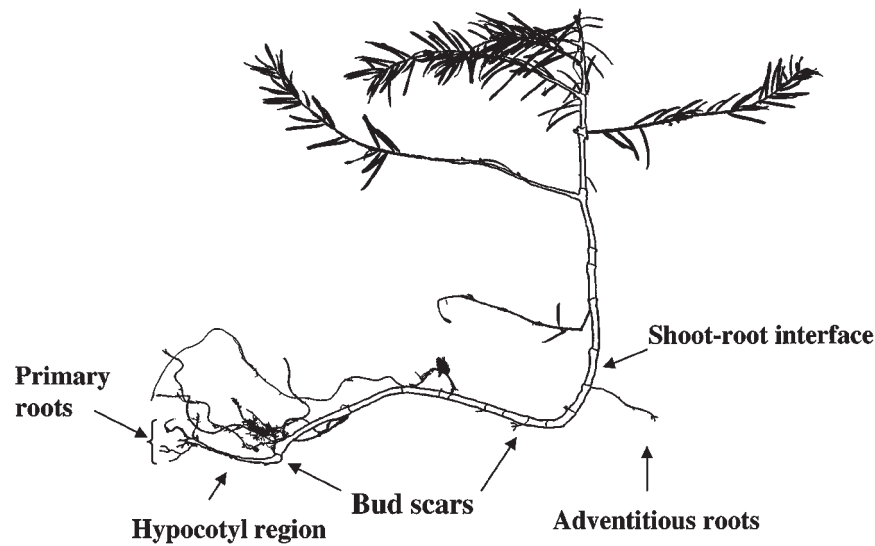 Shoot-root interface
Primary
roots
Bud scars
Hypocotyl region
Adventitious roots